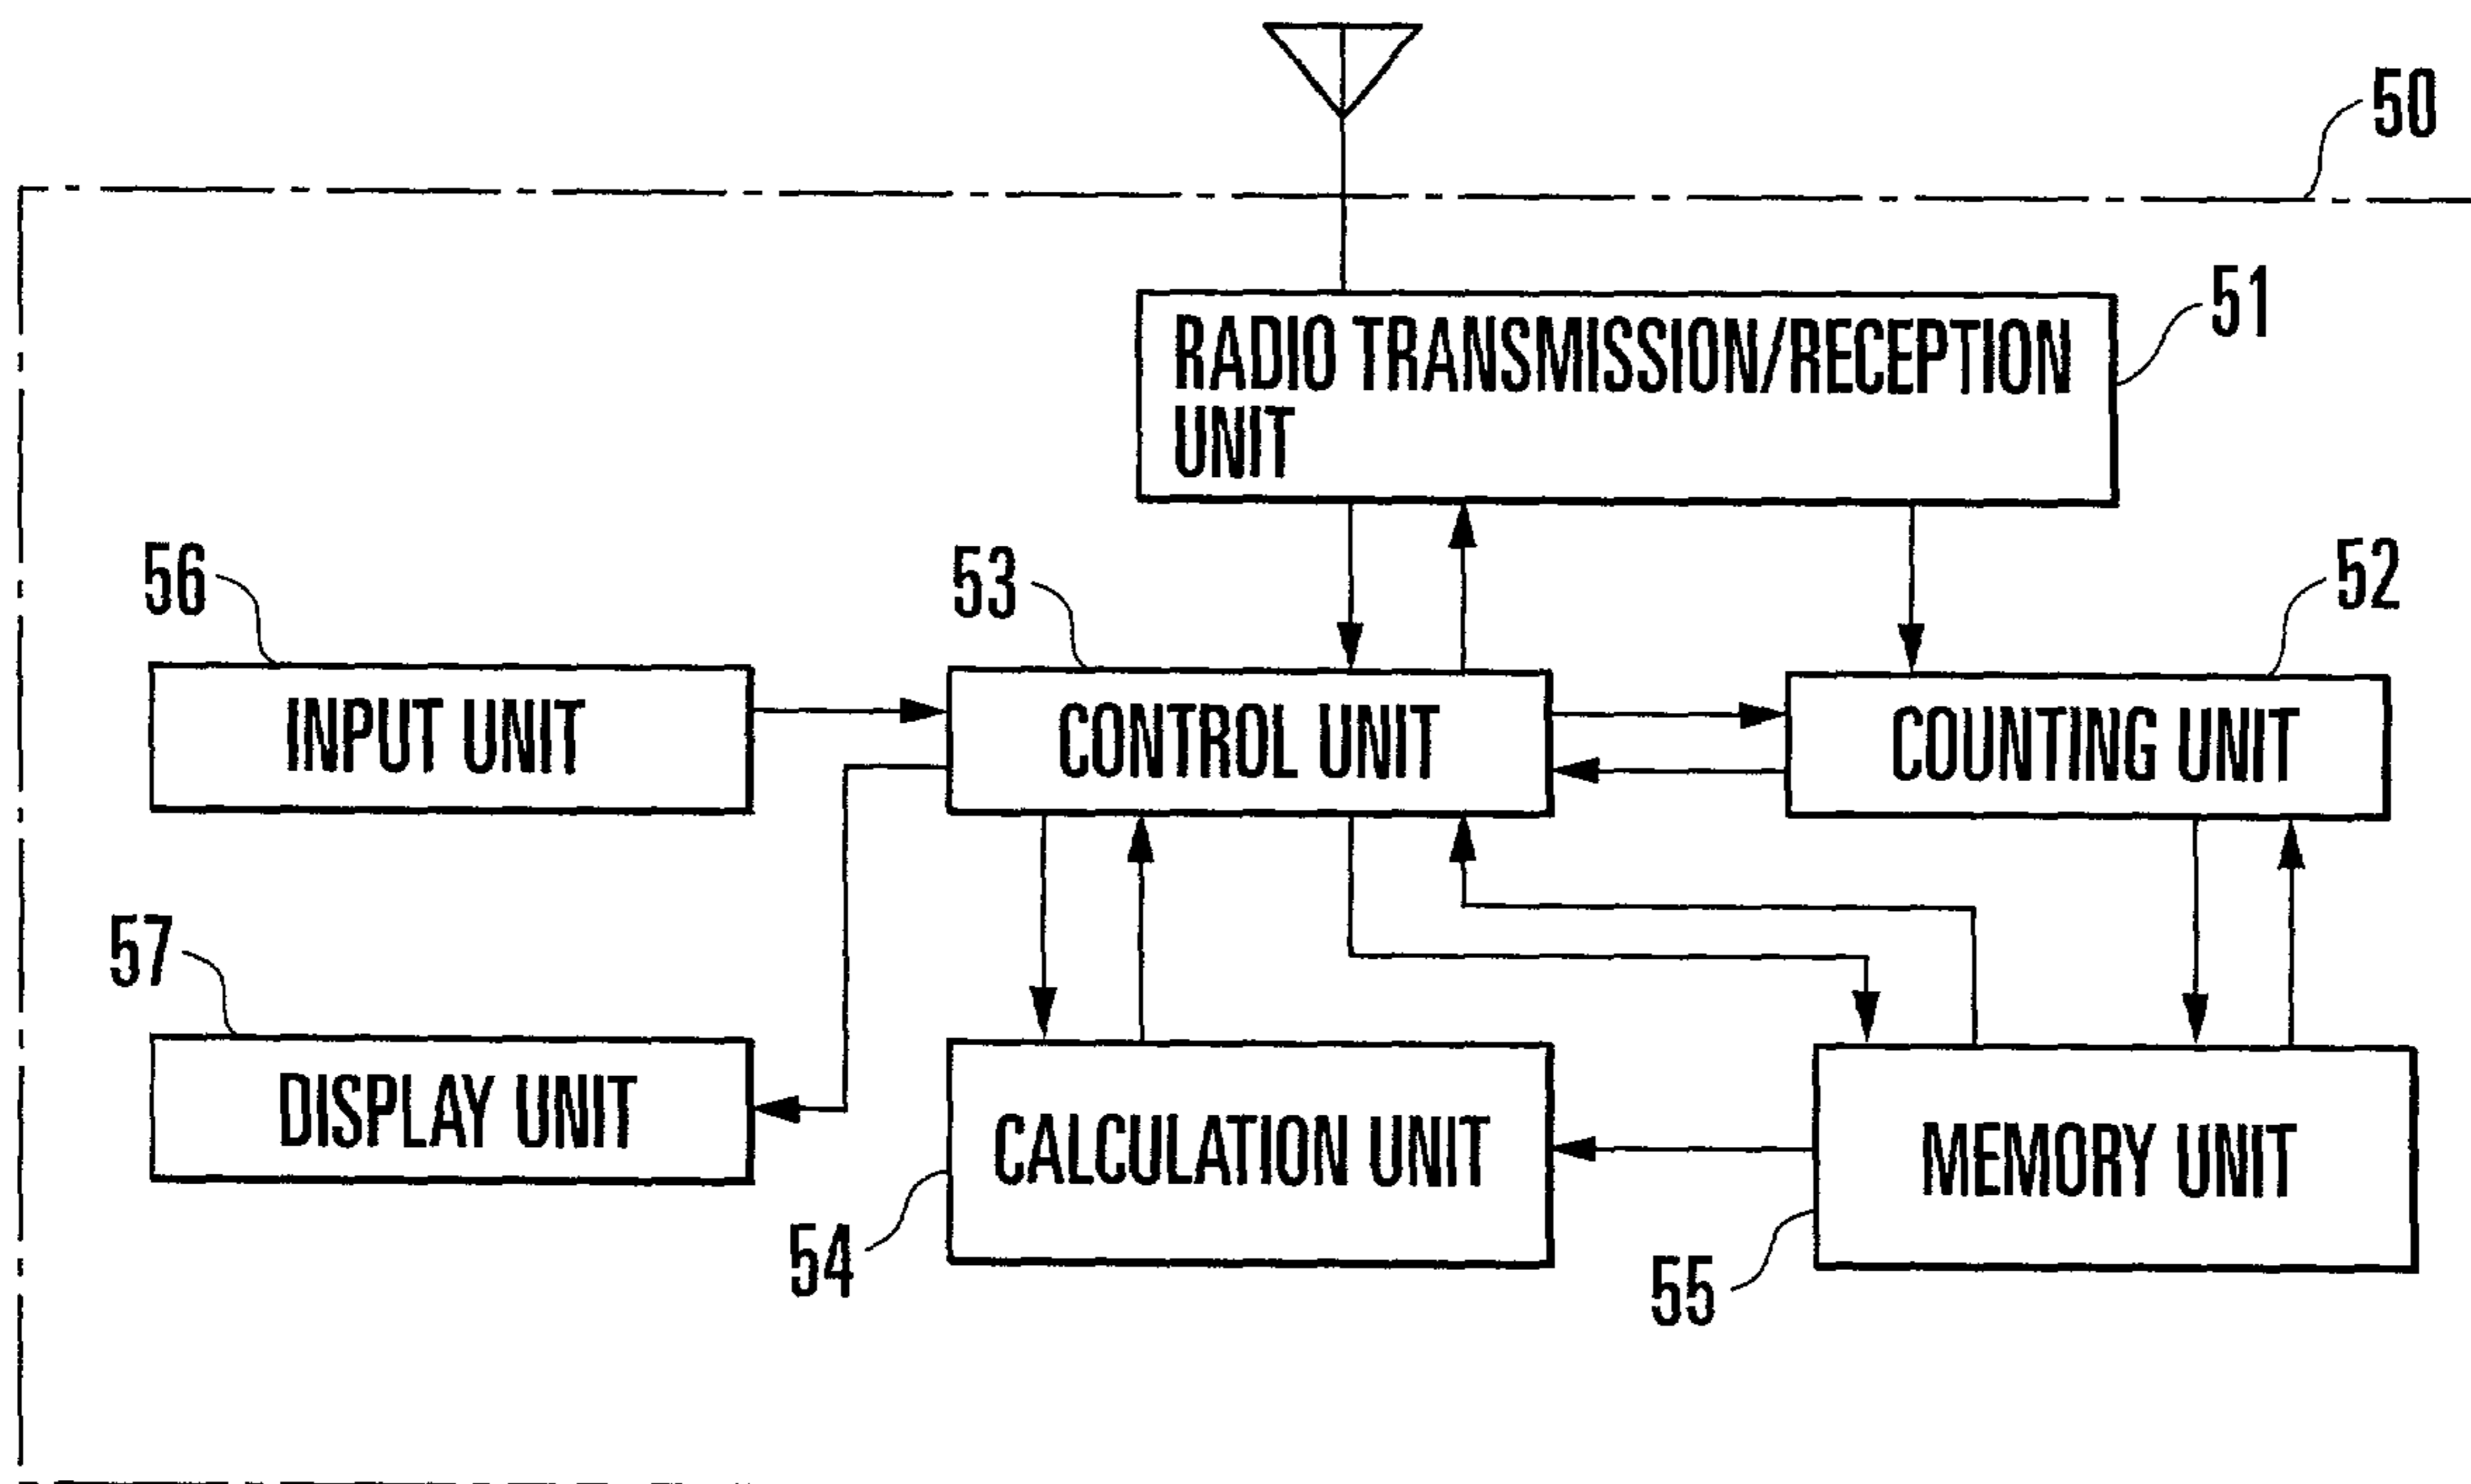 50
RADIO TRANSMISSION/RECEPTION
UNIT
51
56
53
52
INPUT UNIT
CONTROL UNIT
COUNTING UNIT
57
DISPLAY UNIT
CALCULATION UNIT
MEMORY UNIT
54
55